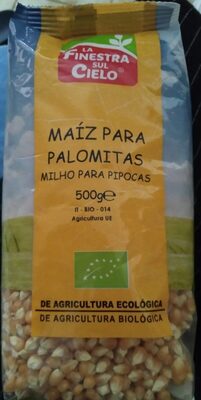 LA
FINESTRA
SUL
CIELO®
MAÍZ PARA
PALOMITAS
MILHO PARA PIPOCAS
500g℮
IT - BIO - 014
Agricultura UE
DE AGRICULTURA ECOLÓGICA
DE AGRICULTURA BIOLÓGICA